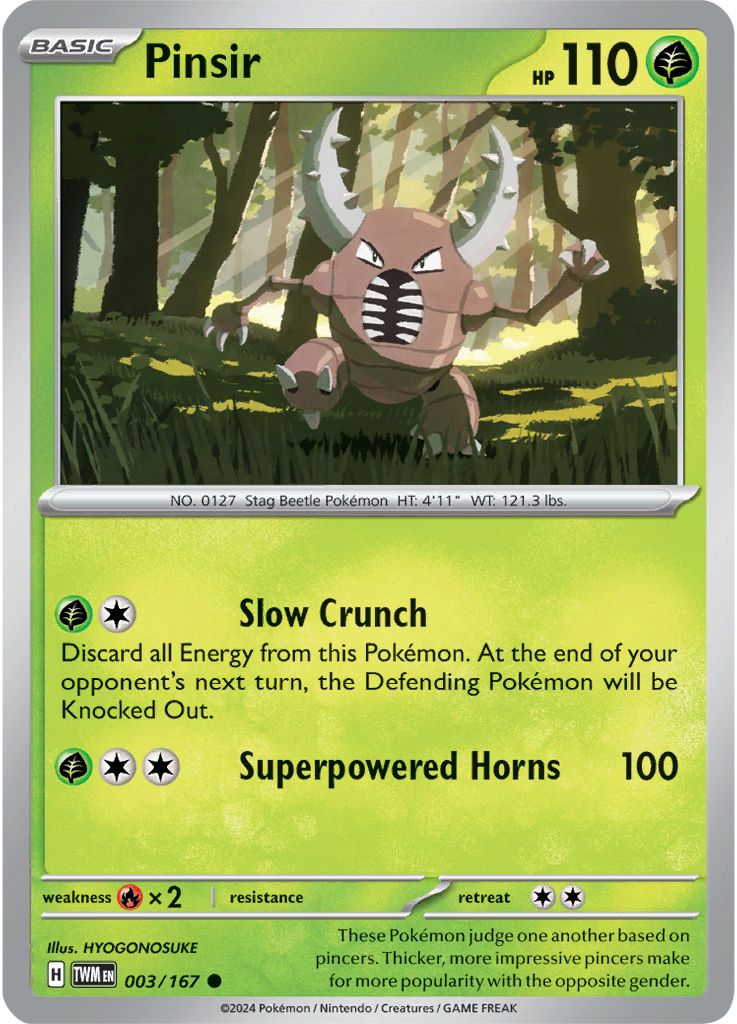 BASIC
Pinsir
HP 110
NO. 0127 Stag Beetle Pokémon HT: 4'11" WT: 121.3 lbs.
Slow Crunch
Discard all Energy from this Pokémon. At the end of your
opponent's next turn, the Defending Pokémon will be
Knocked Out.
Superpowered Horns 100
weakness ×2 resistance retreat
Illus. HYOGONOSUKE
H TWM EN 003/167
These Pokémon judge one another based on
pincers. Thicker, more impressive pincers make
for more popularity with the opposite gender.
©2024 Pokémon / Nintendo / Creatures / GAME FREAK